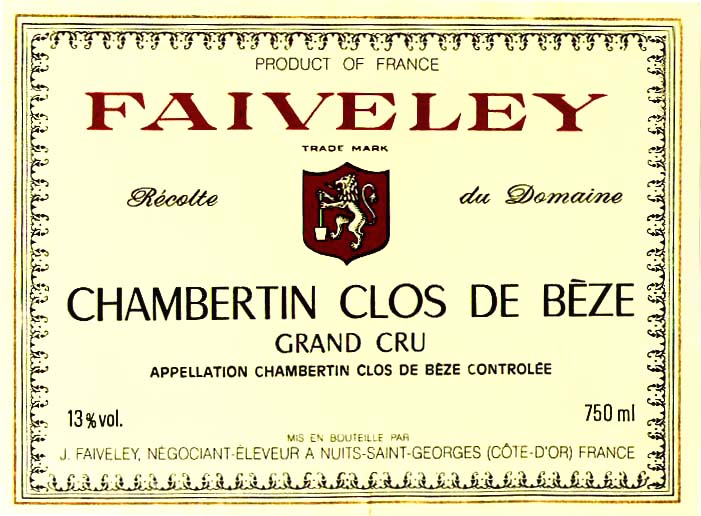 PRODUCT OF FRANCE
FAIVELEY
TRADE MARK
Récolte du Domaine
CHAMBERTIN CLOS DE BÈZE
GRAND CRU
APPELLATION CHAMBERTIN CLOS DE BÈZE CONTROLÉE
13% vol. 750 ml
MIS EN BOUTEILLE PAR
J. FAIVELEY, NÉGOCIANT-ÉLEVEUR A NUITS-SAINT-GEORGES (CÔTE-D'OR) FRANCE